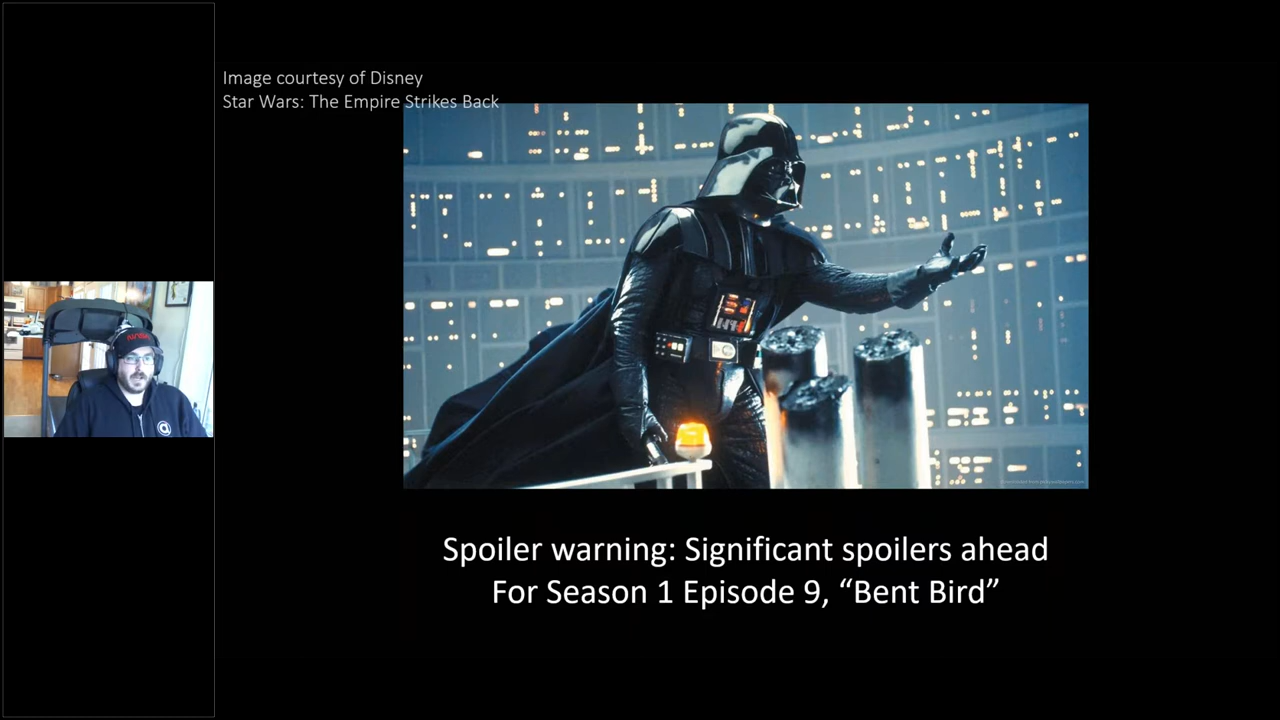 Image courtesy of Disney
Star Wars: The Empire Strikes Back
Spoiler warning: Significant spoilers ahead
For Season 1 Episode 9, “Bent Bird”